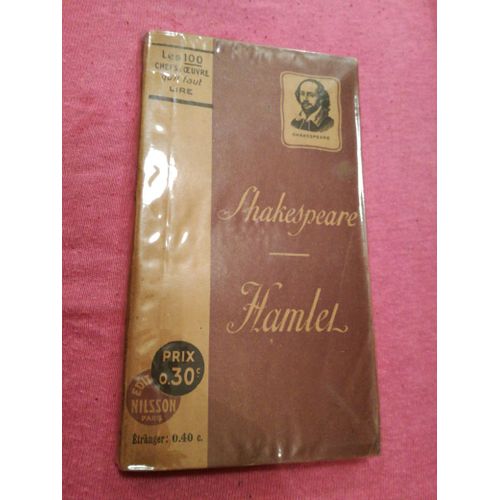 Les 100
CHEFS-D'ŒUVRE
qu'il faut
LIRE
SHAKESPEARE
Shakespeare
Hamlet
PRIX
0.30c
NILSSON
PARIS
Étranger: 0.40 c.